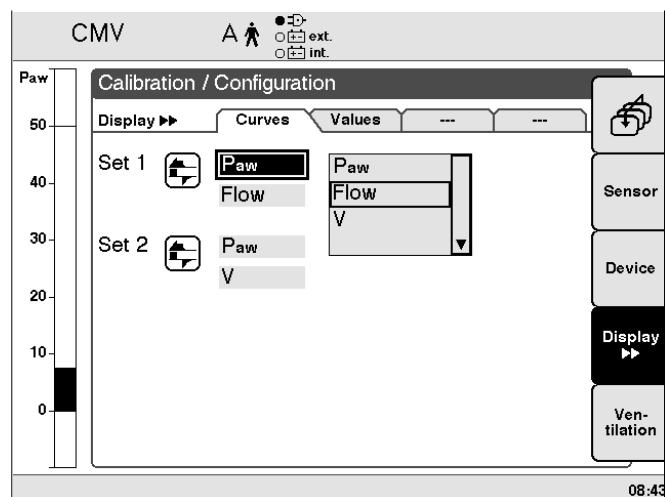 CMV A ext.
int.
Paw
50
40
30
20
10
0
Calibration / Configuration
Display ▸▸ Curves Values --- ---
Set 1 Paw
Flow
Set 2 Paw
V
Paw
Flow
V
Sensor
Device
Display
▸▸
Ven-
tilation
08:43